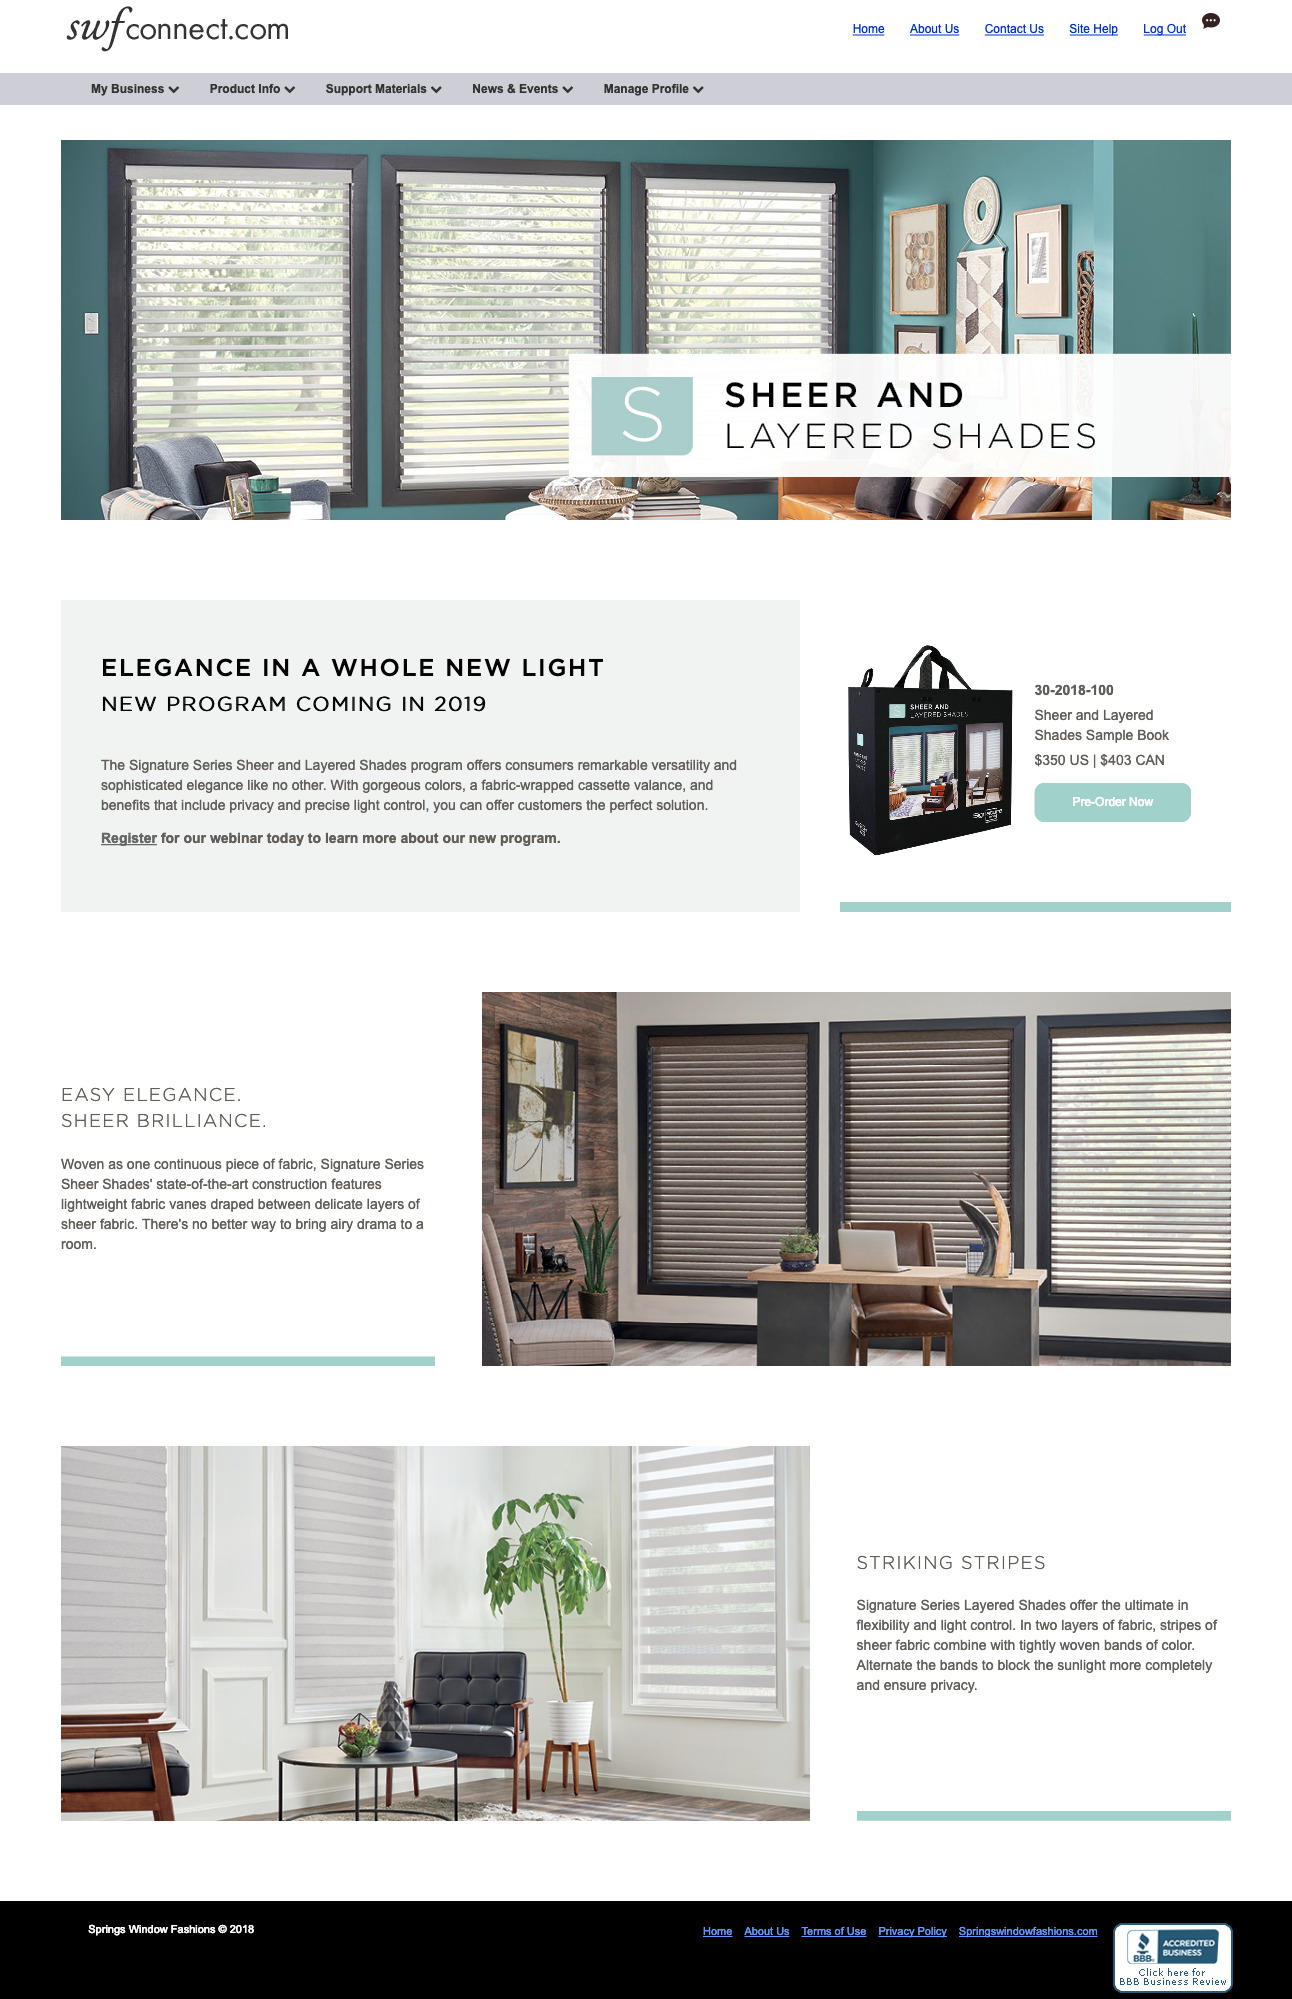 swfconnect.com
Home About Us Contact Us Site Help Log Out
My Business Product Info Support Materials News & Events Manage Profile
S
SHEER AND
LAYERED SHADES
ELEGANCE IN A WHOLE NEW LIGHT
NEW PROGRAM COMING IN 2019
The Signature Series Sheer and Layered Shades program offers consumers remarkable versatility and
sophisticated elegance like no other. With gorgeous colors, a fabric-wrapped cassette valance, and
benefits that include privacy and precise light control, you can offer customers the perfect solution.
Register for our webinar today to learn more about our new program.
SHEER AND
LAYERED SHADES
30-2018-100
Sheer and Layered
Shades Sample Book
$350 US | $403 CAN
Pre-Order Now
EASY ELEGANCE.
SHEER BRILLIANCE.
Woven as one continuous piece of fabric, Signature Series
Sheer Shades' state-of-the-art construction features
lightweight fabric vanes draped between delicate layers of
sheer fabric. There's no better way to bring airy drama to a
room.
STRIKING STRIPES
Signature Series Layered Shades offer the ultimate in
flexibility and light control. In two layers of fabric, stripes of
sheer fabric combine with tightly woven bands of color.
Alternate the bands to block the sunlight more completely
and ensure privacy.
Springs Window Fashions © 2018
Home About Us Terms of Use Privacy Policy Springswindowfashions.com
BBB. ACCREDITED
BUSINESS
Click here for
BBB Business Review